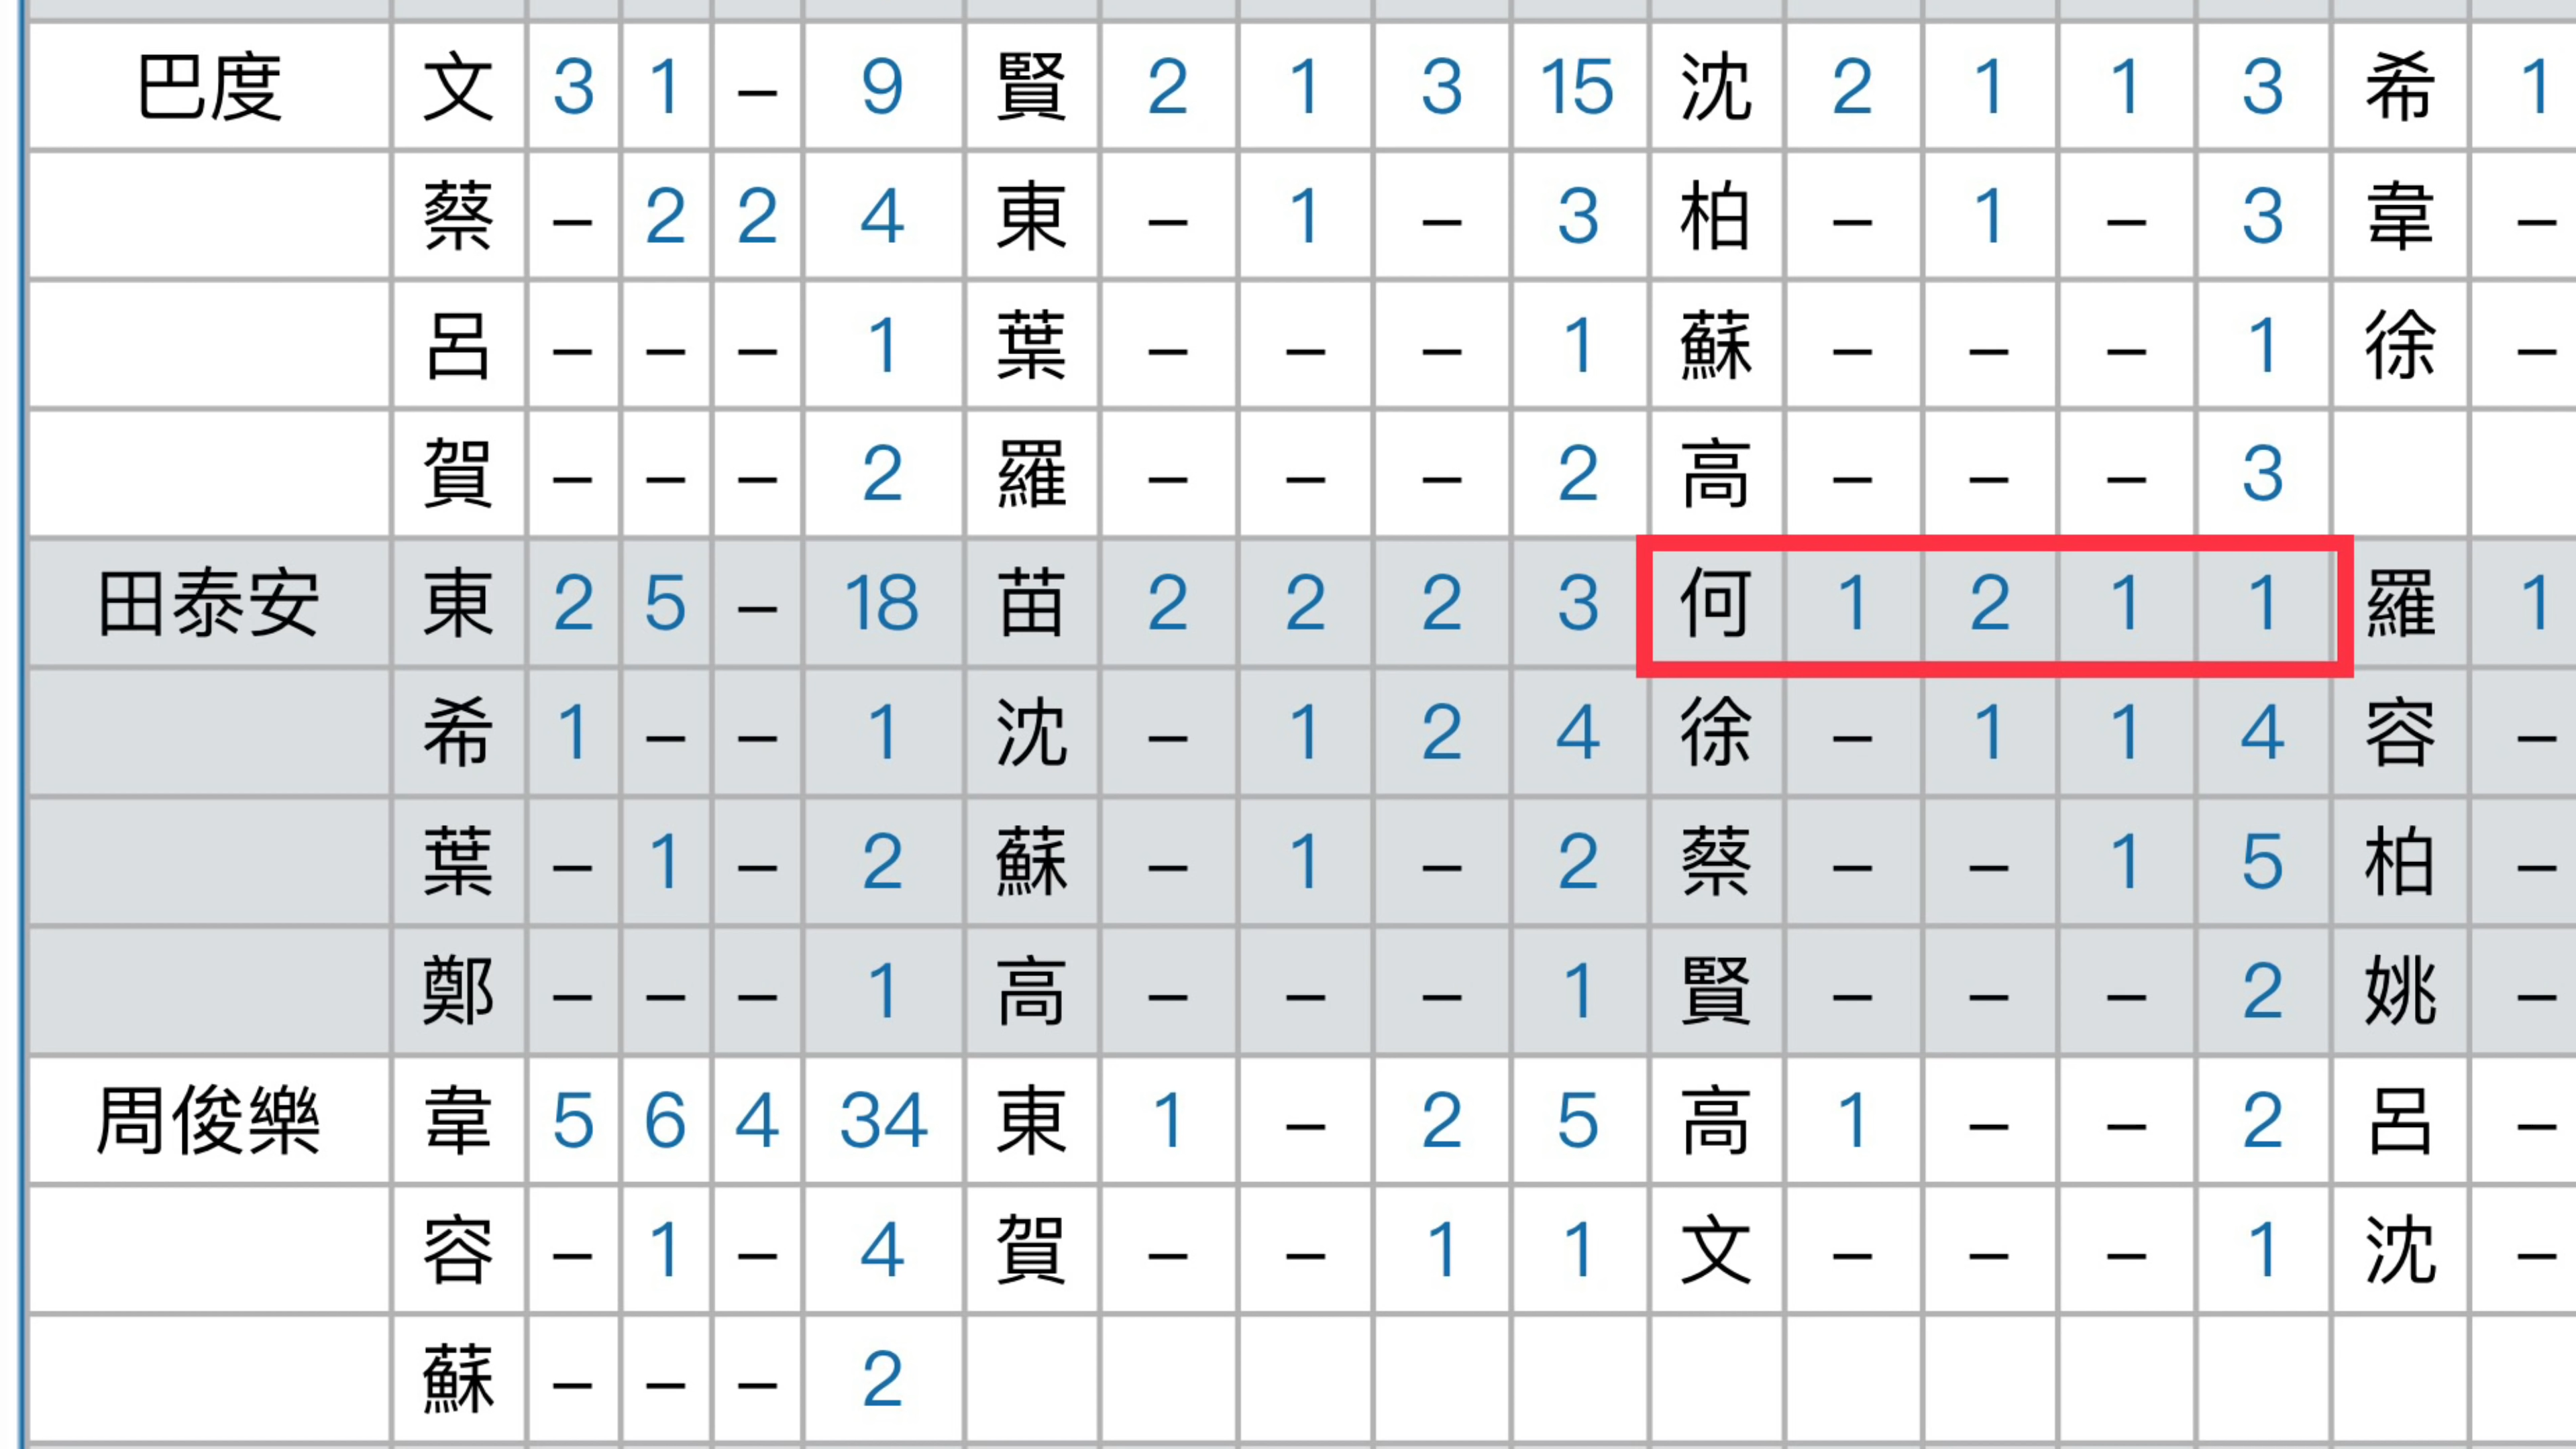 巴度 文 3 1 – 9 賢 2 1 3 15 沈 2 1 1 3 希 1
蔡 – 2 2 4 東 – 1 – 3 柏 – 1 – 3 韋 –
呂 – – – 1 葉 – – – 1 蘇 – – – 1 徐 –
賀 – – – 2 羅 – – – 2 高 – – – 3
田泰安 東 2 5 – 18 苗 2 2 2 3 何 1 2 1 1 羅 1
希 1 – – 1 沈 – 1 2 4 徐 – 1 1 4 容 –
葉 – 1 – 2 蘇 – 1 – 2 蔡 – – 1 5 柏 –
鄭 – – – 1 高 – – – 1 賢 – – – 2 姚 –
周俊樂 韋 5 6 4 34 東 1 – 2 5 高 1 – – 2 呂 –
容 – 1 – 4 賀 – – 1 1 文 – – – 1 沈 –
蘇 – – – 2